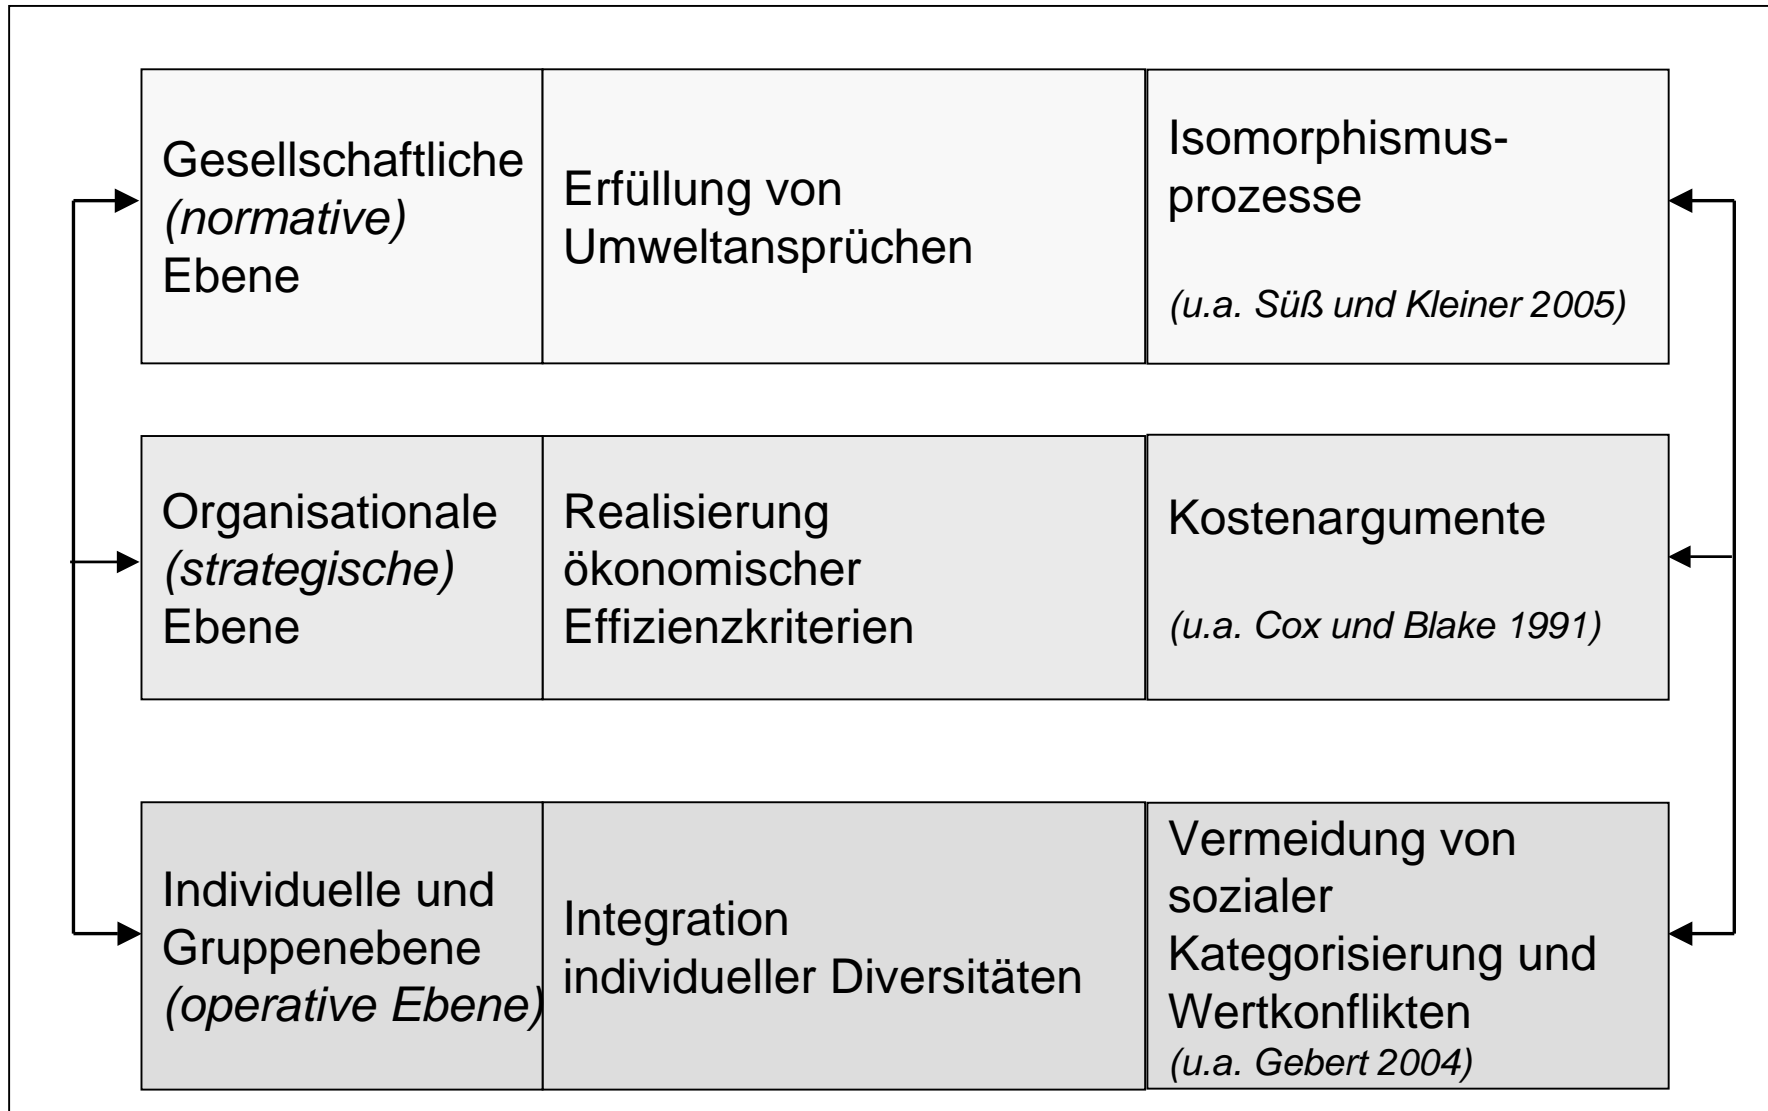 Gesellschaftliche
(normative)
Ebene
Erfüllung von
Umweltansprüchen
Isomorphismus-
prozesse
(u.a. Süß und Kleiner 2005)
Organisationale
(strategische)
Ebene
Realisierung
ökonomischer
Effizienzkriterien
Kostenargumente
(u.a. Cox und Blake 1991)
Individuelle und
Gruppenebene
(operative Ebene)
Integration
individueller Diversitäten
Vermeidung von
sozialer
Kategorisierung und
Wertkonflikten
(u.a. Gebert 2004)